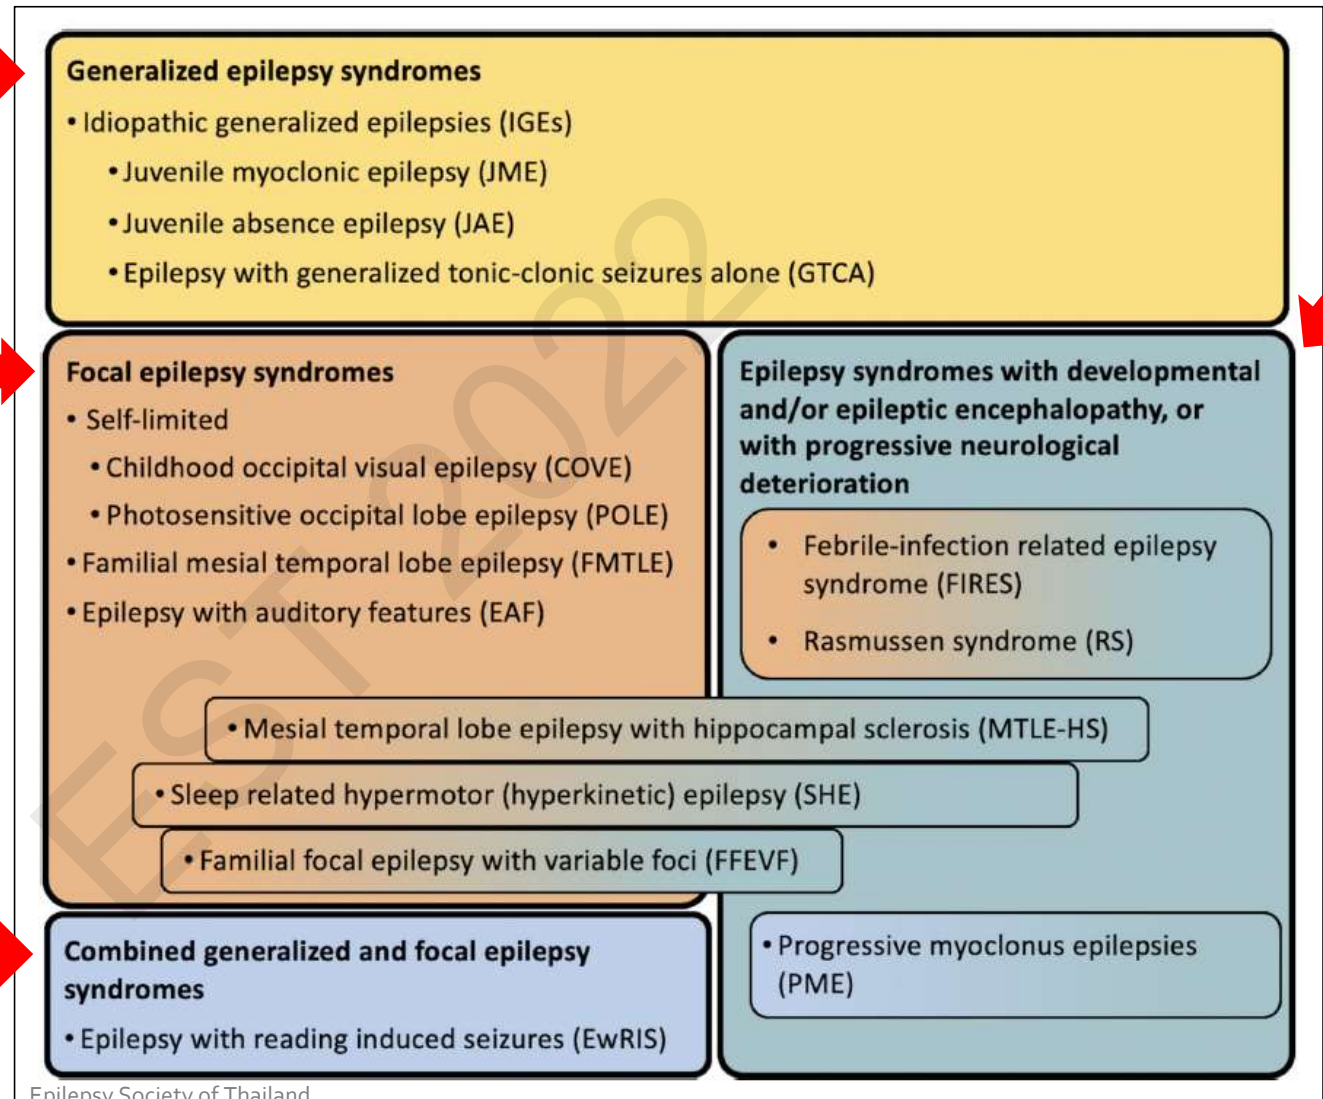 Generalized epilepsy syndromes
• Idiopathic generalized epilepsies (IGEs)
• Juvenile myoclonic epilepsy (JME)
• Juvenile absence epilepsy (JAE)
• Epilepsy with generalized tonic-clonic seizures alone (GTCA)
Focal epilepsy syndromes
• Self-limited
• Childhood occipital visual epilepsy (COVE)
• Photosensitive occipital lobe epilepsy (POLE)
• Familial mesial temporal lobe epilepsy (FMTLE)
• Epilepsy with auditory features (EAF)
Epilepsy syndromes with developmental
and/or epileptic encephalopathy, or
with progressive neurological
deterioration
• Febrile-infection related epilepsy
syndrome (FIRES)
• Rasmussen syndrome (RS)
• Mesial temporal lobe epilepsy with hippocampal sclerosis (MTLE-HS)
• Sleep related hypermotor (hyperkinetic) epilepsy (SHE)
• Familial focal epilepsy with variable foci (FFEVF)
Combined generalized and focal epilepsy
syndromes
• Epilepsy with reading induced seizures (EwRIS)
• Progressive myoclonus epilepsies
(PME)
EST 2022
Epilepsy Society of Thailand